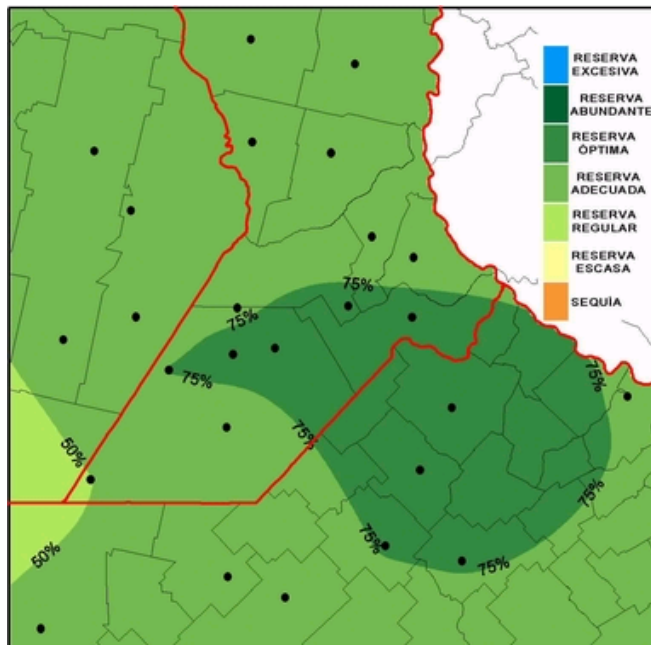 RESERVA
EXCESIVA
RESERVA
ABUNDANTE
RESERVA
ÓPTIMA
RESERVA
ADECUADA
RESERVA
REGULAR
RESERVA
ESCASA
SEQUÌA
75%
75%
75%
75%
75%
50%
75%
75%
50%
75%